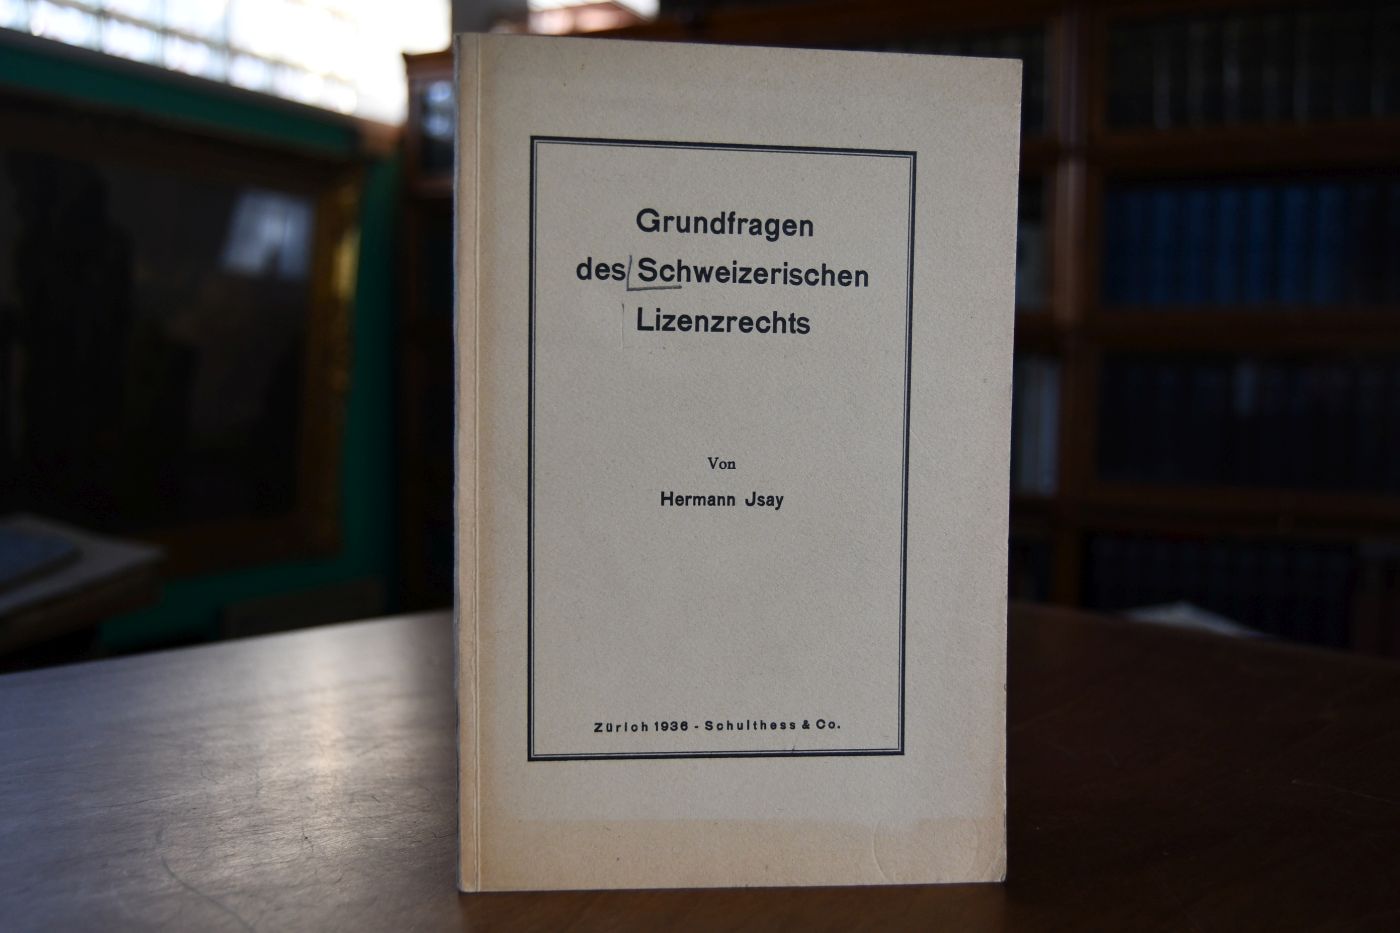 Grundfragen
des Schweizerischen
Lizenzrechts
Von
Hermann Jsay
Zürich 1936 - Schulthess & Co.